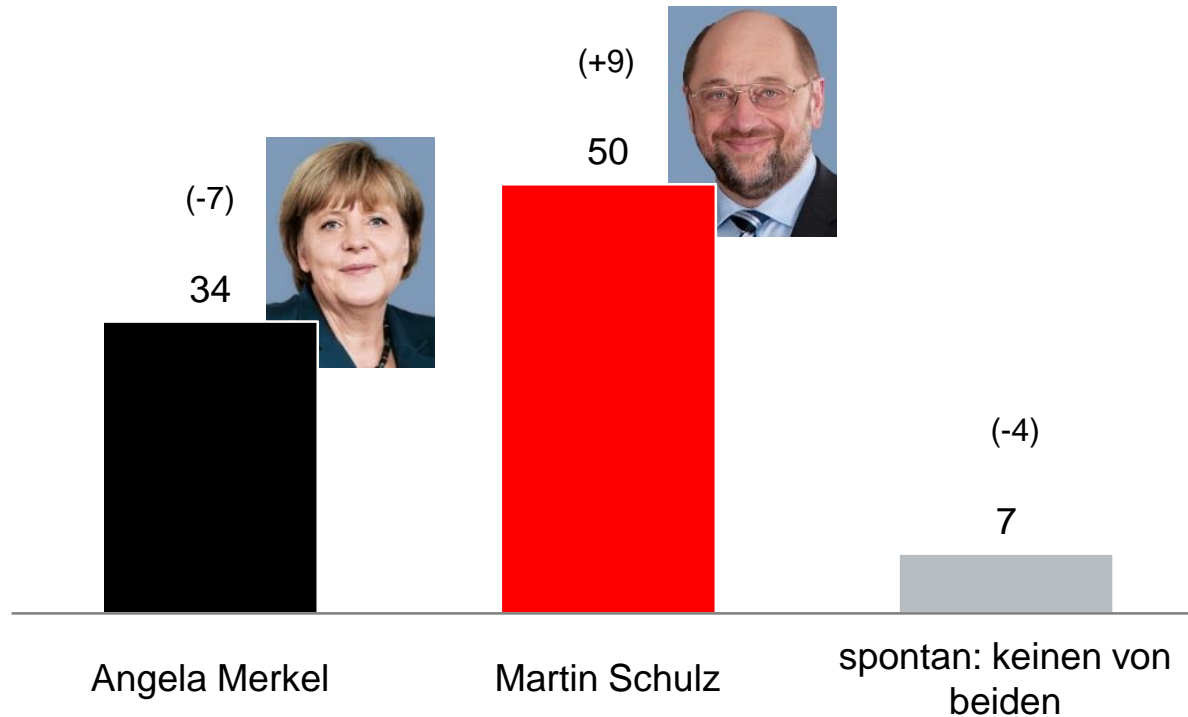 (+9)
50
(-7)
34
(-4)
7
Angela Merkel
Martin Schulz
spontan: keinen von
beiden